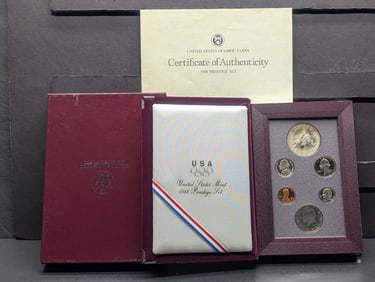 UNITED STATES OLYMPIC COINS
Certificate of Authenticity
1988 PRESTIGE SET
USA
United States Mint
1988 Prestige Set